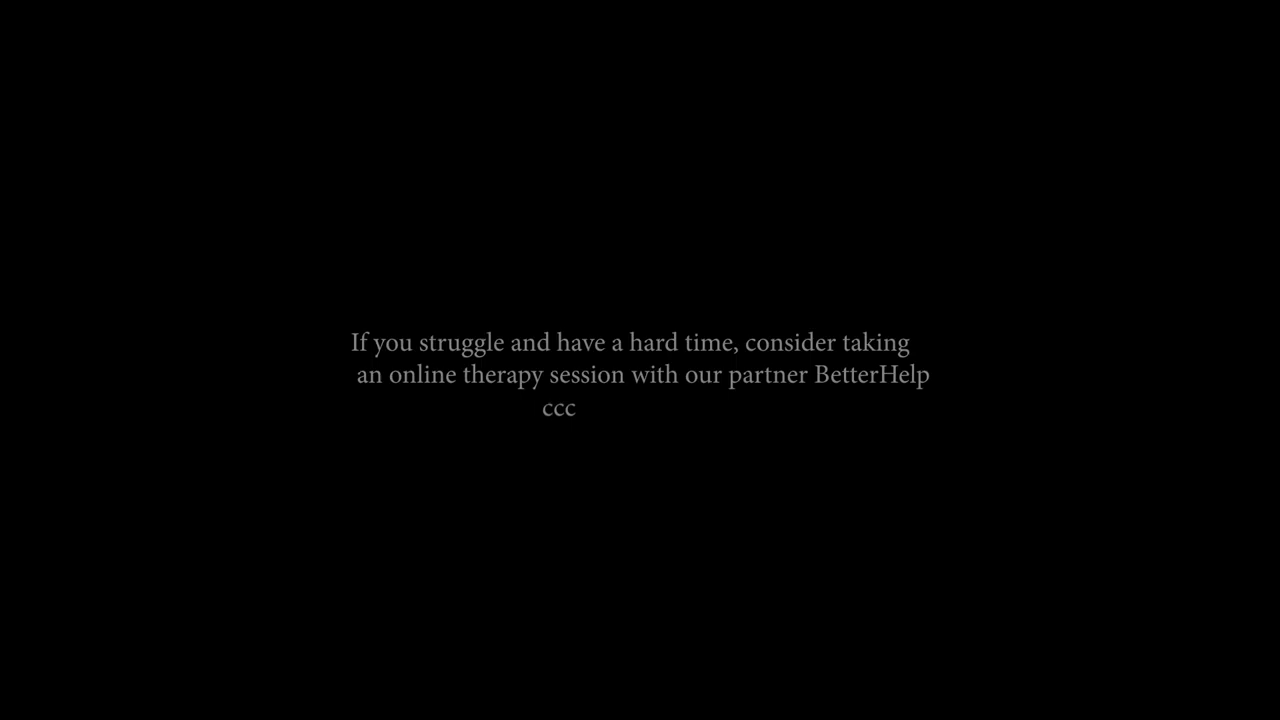 If you struggle and have a hard time, consider taking
an online therapy session with our partner BetterHelp
ccc